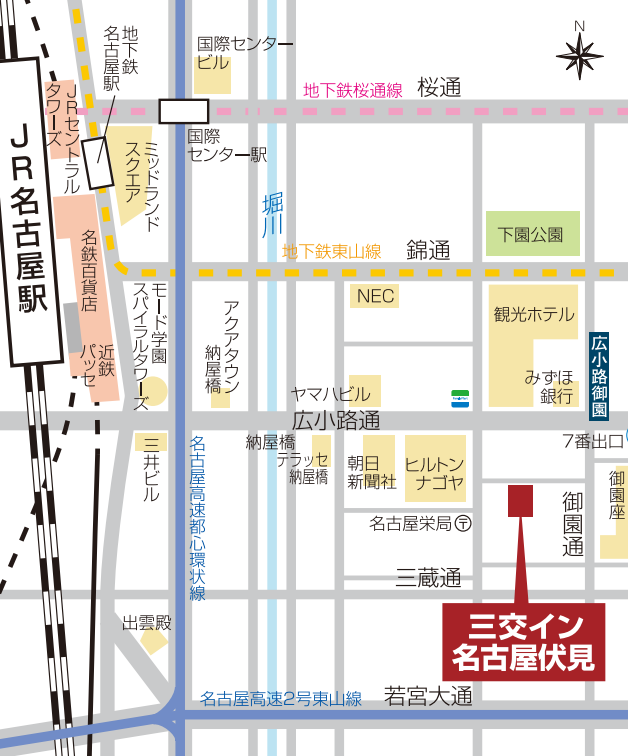 N
地下鉄
名古屋駅
国際センター
ビル
地下鉄桜通線
桜通
JRセントラル
タワーズ
国際
センター駅
ミッドランド
スクエア
JR名古屋駅
堀川
下園公園
名鉄百貨店
地下鉄東山線
錦通
NEC
モード学園
スパイラルタワーズ
アクアタウン
納屋橋
観光ホテル
近鉄
パッセ
みずほ
銀行
広小路御園
ヤマハビル
広小路通
7番出口
三井ビル
名古屋高速都心環状線
納屋橋
テラッセ
納屋橋
朝日
新聞社
ヒルトン
ナゴヤ
御園座
御園通
名古屋栄局
三蔵通
出雲殿
三交イン
名古屋伏見
名古屋高速2号東山線
若宮大通